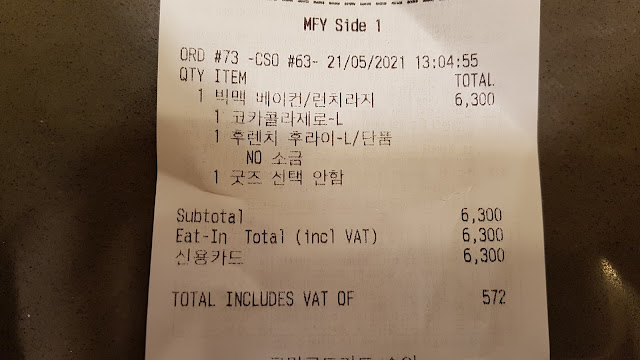 MFY Side 1
ORD #73 -CSO #63- 21/05/2021 13:04:55
QTY ITEM TOTAL
1 빅맥 베이컨/런치라지 6,300
1 코카콜라제로-L
1 후렌치 후라이-L/단품
NO 소금
1 굿즈 선택 안함
Subtotal 6,300
Eat-In Total (incl VAT) 6,300
신용카드 6,300
TOTAL INCLUDES VAT OF 572